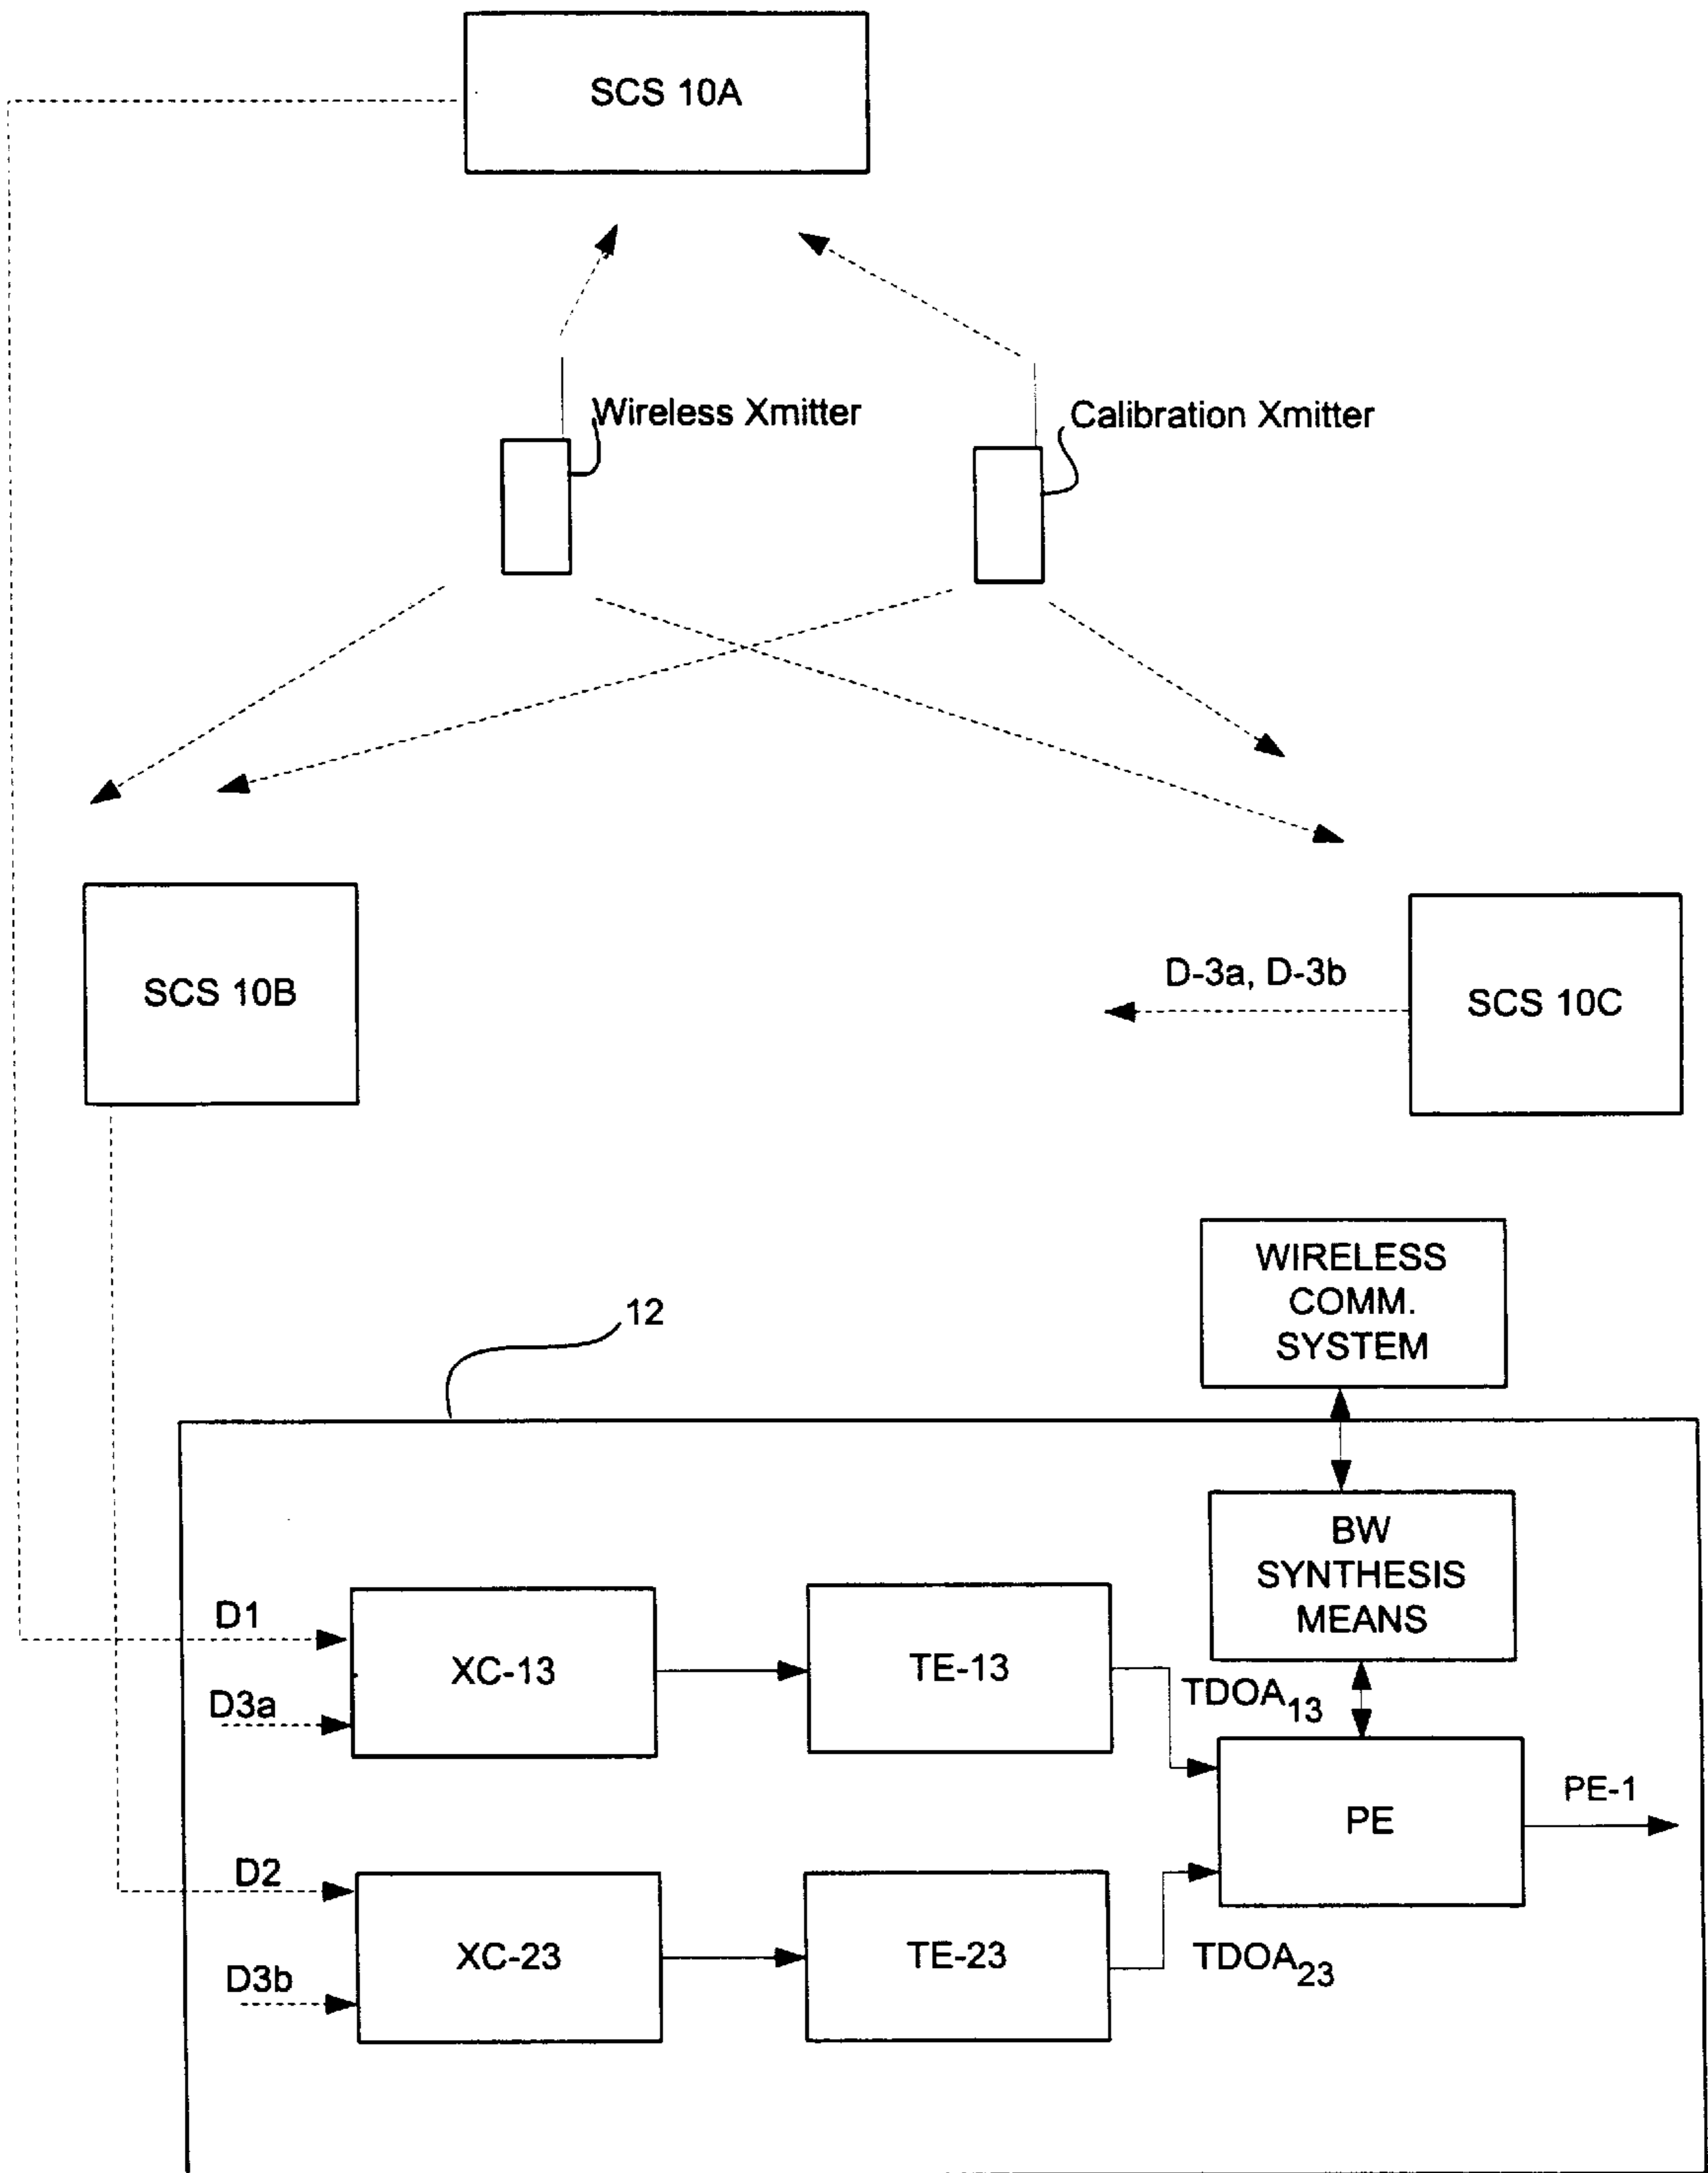 SCS 10A
Wireless Xmitter
Calibration Xmitter
SCS 10B
D-3a, D-3b
SCS 10C
WIRELESS
COMM.
SYSTEM
12
BW
SYNTHESIS
MEANS
D1
XC-13
TE-13
D3a
TDOA13
PE
PE-1
D2
XC-23
TE-23
D3b
TDOA23